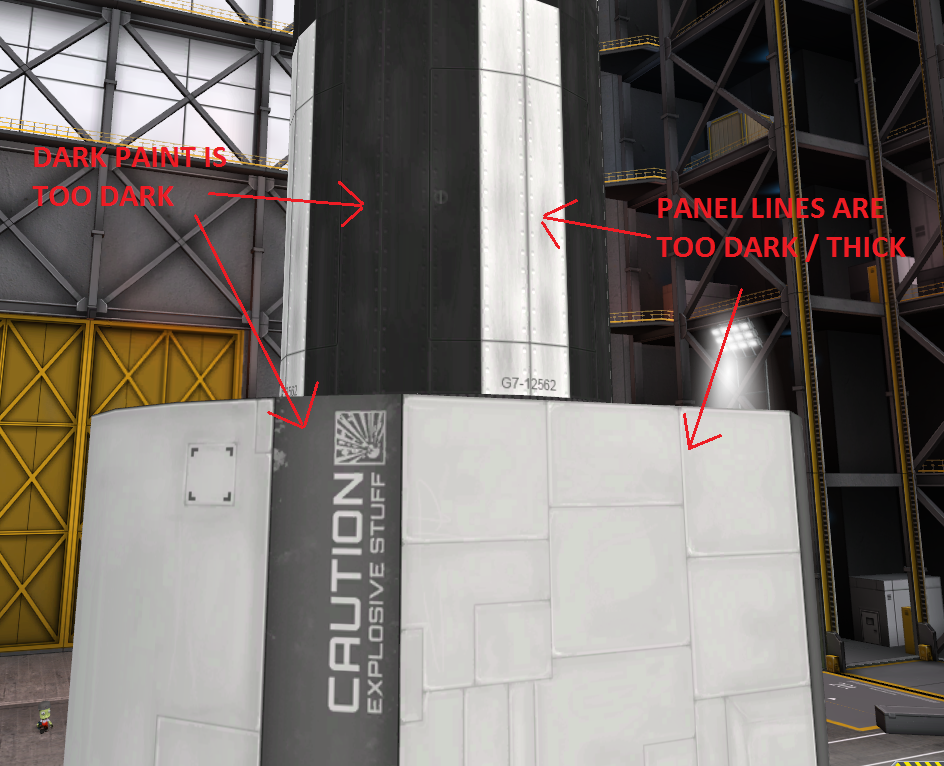 DARK PAINT IS
TOO DARK
PANEL LINES ARE
TOO DARK / THICK
G7-12562
CAUTION
EXPLOSIVE STUFF